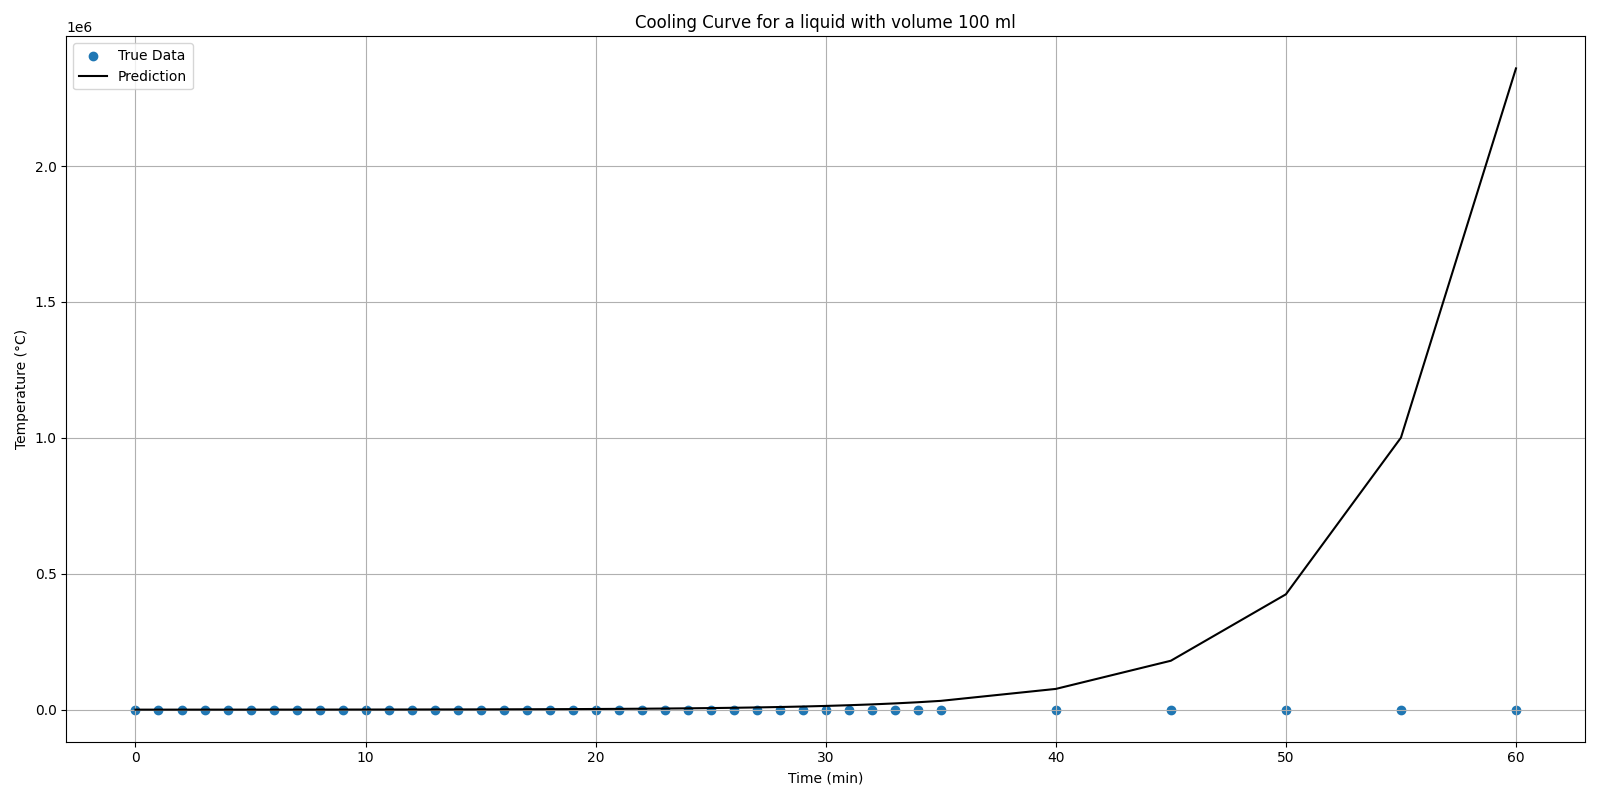 Cooling Curve for a liquid with volume 100 ml
1e6
True Data
Prediction
2.0
1.5
1.0
0.5
0.0
Temperature (°C)
0 10 20 30 40 50 60
Time (min)